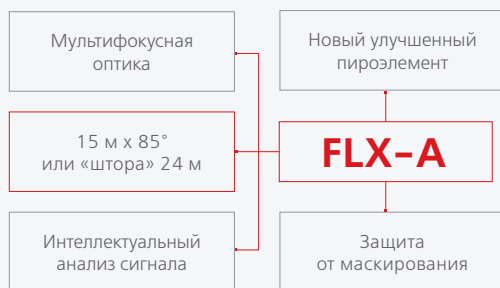 Мультифокусная
оптика
Новый улучшенный
пироэлемент
15 м x 85°
или «штора» 24 м
FLX–A
Интеллектуальный
анализ сигнала
Защита
от маскирования